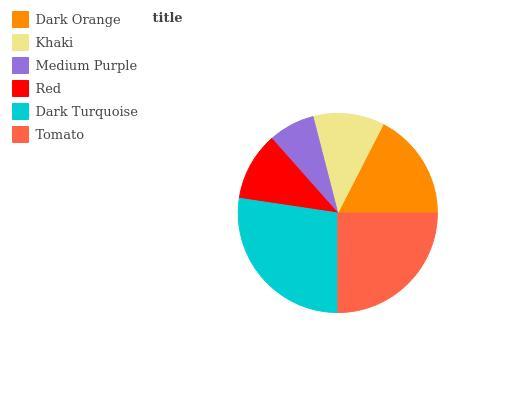 title
Dark Orange
Khaki
Medium Purple
Red
Dark Turquoise
Tomato